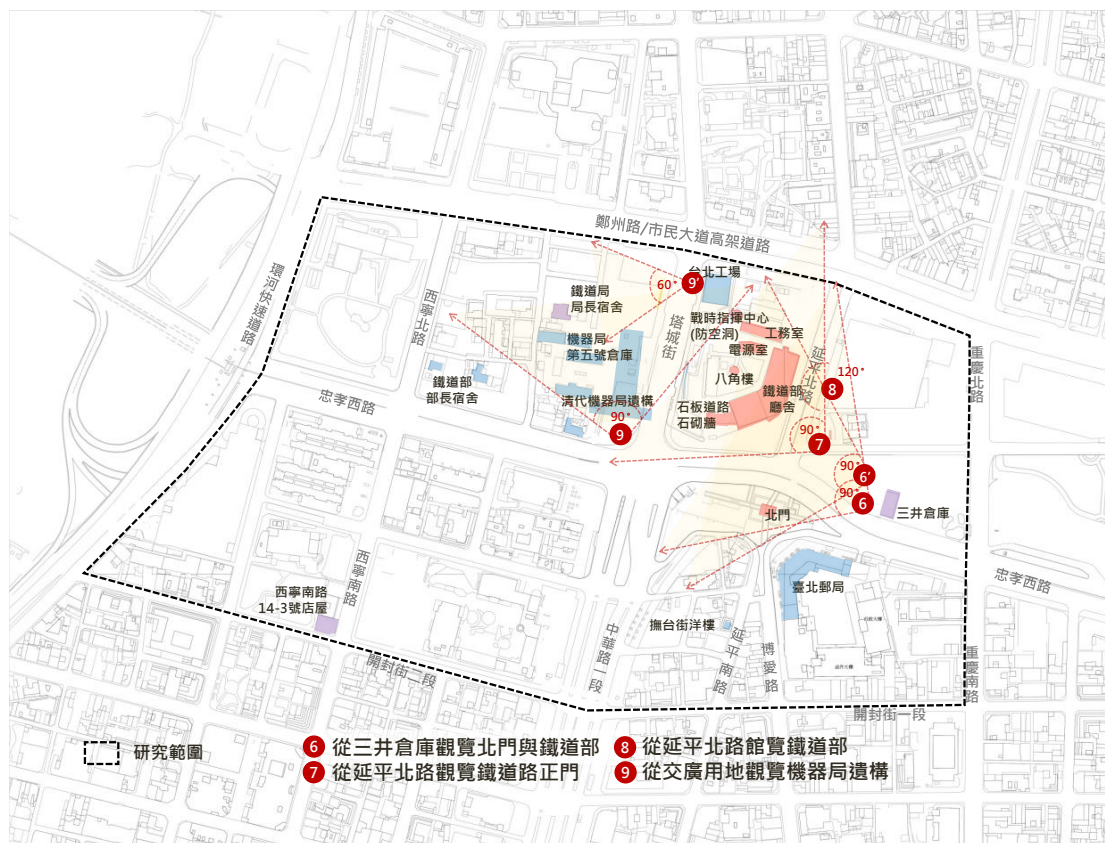 鄭州路/市民大道高架道路
環河快速道路
西寧北路
台北工場
60°
9'
鐵道局
局長宿舍
塔城街
戰時指揮中心
(防空洞)
工務室
機器局
第五號倉庫
電源室
延平北路
重慶北路
120°
8
八角樓
鐵道部
部長宿舍
鐵道部
廳舍
忠孝西路
清代機器局遺構
石板道路
石砌牆
90°
9
90°
7
90°
6'
90°
6
三井倉庫
北門
西寧南路
忠孝西路
臺北郵局
西寧南路
14-3號店屋
撫台街洋樓
中華路一段
延平南路
博愛路
重慶南路
開封街二段
開封街一段
研究範圍
6 從三井倉庫觀覽北門與鐵道部
8 從延平北路館覽鐵道部
7 從延平北路觀覽鐵道路正門
9 從交廣用地觀覽機器局遺構